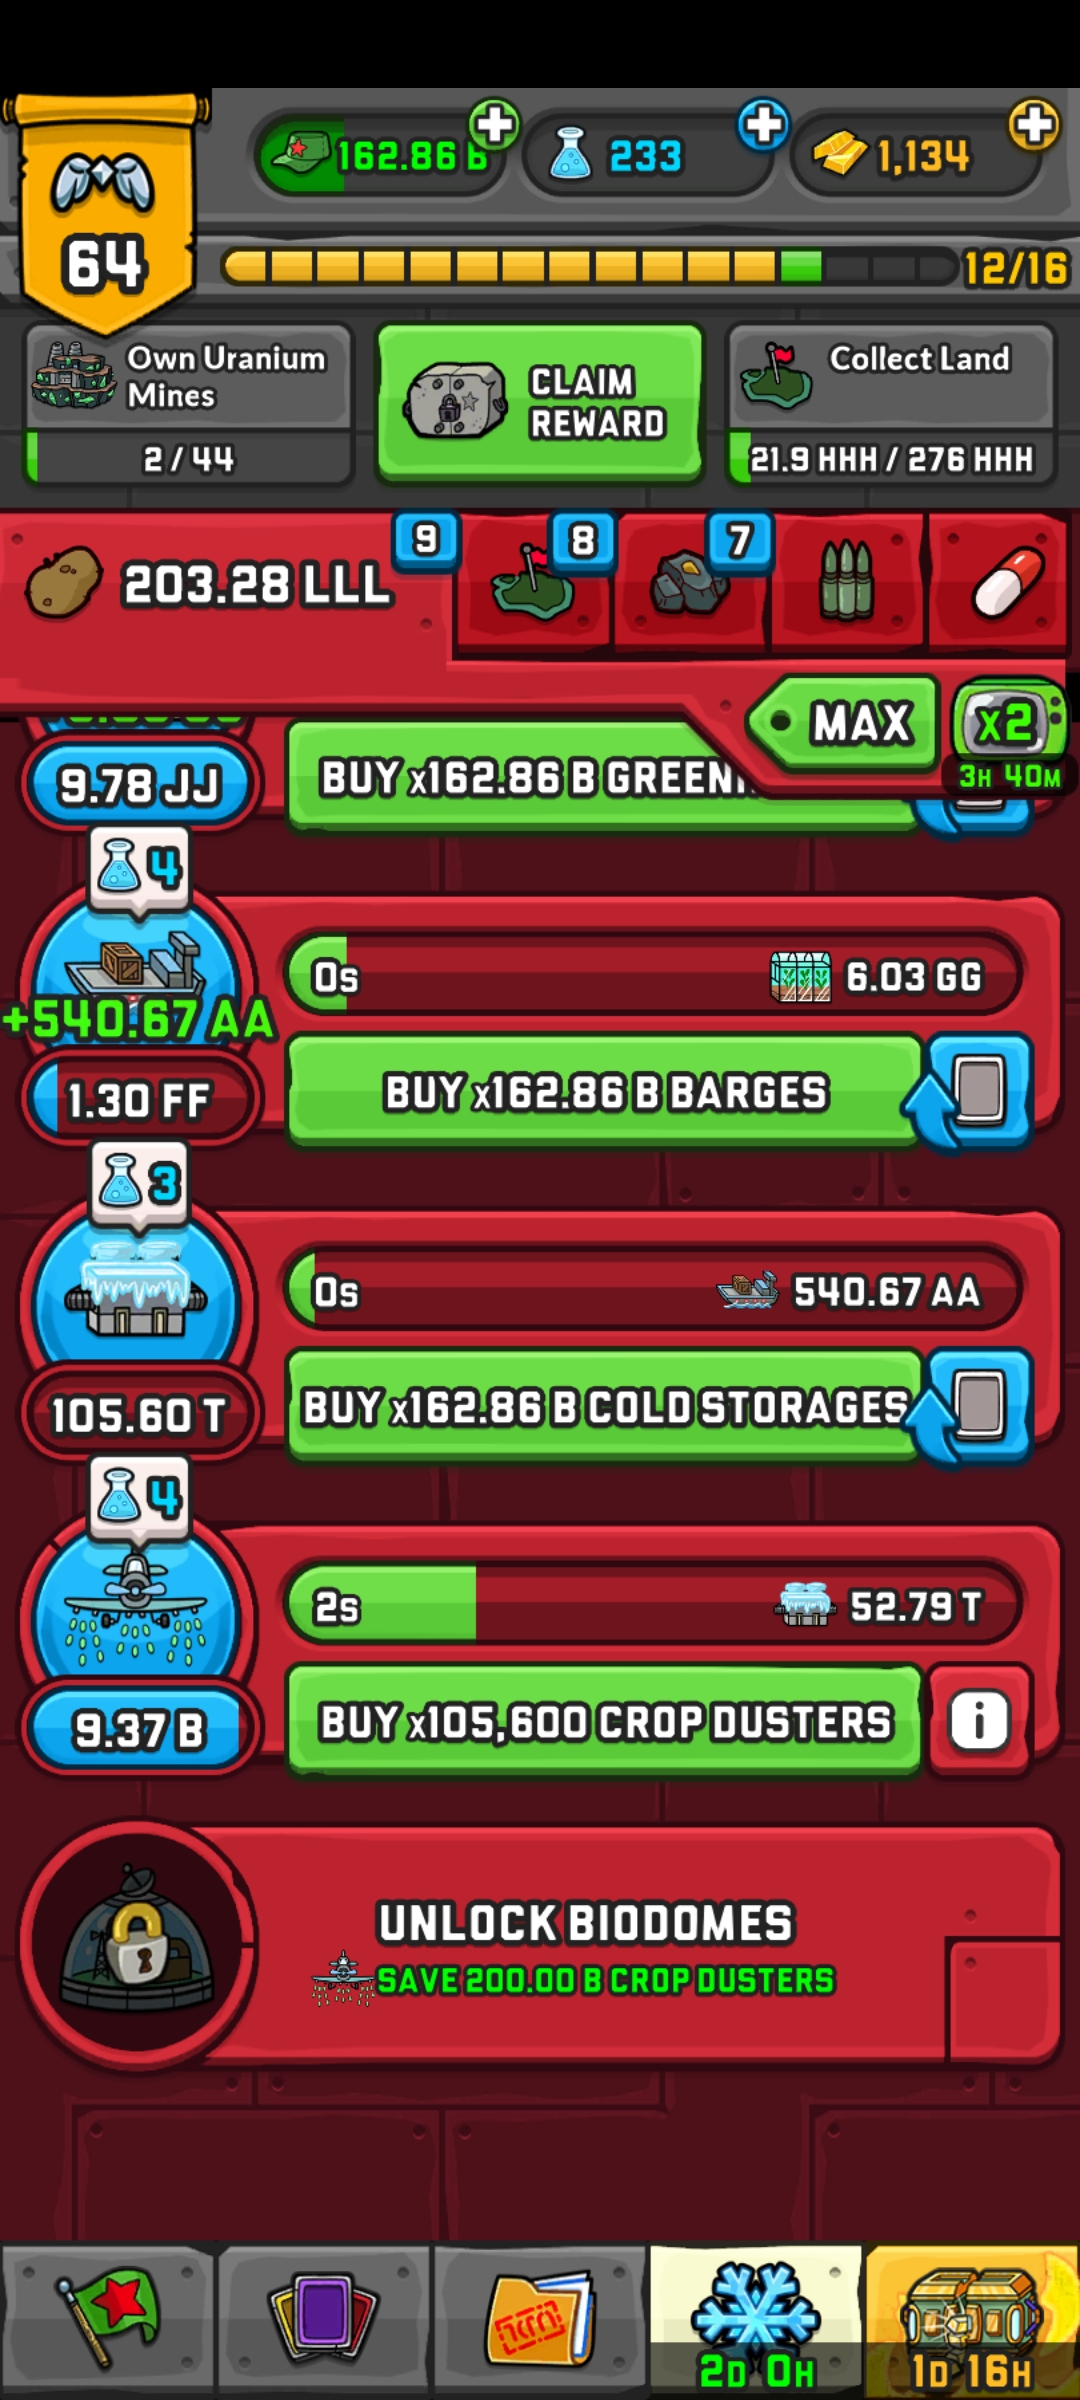 162.86 B
233
1,134
64
12/16
Own Uranium
Mines
2 / 44
CLAIM
REWARD
Collect Land
21.9 HHH / 276 HHH
203.28 LLL
9
8
7
MAX
x2
3H 40M
9.78 JJ
BUY x162.86 B
4
+540.67 AA
0s
6.03 GG
1.30 FF
BUY x162.86 B BARGES
3
0s
540.67 AA
105.60 T
BUY x162.86 B COLD STORAGES
4
2s
52.79 T
9.37 B
BUY x105,600 CROP DUSTERS
i
UNLOCK BIODOMES
SAVE 200.00 B CROP DUSTERS
2D 0H
1D 16H